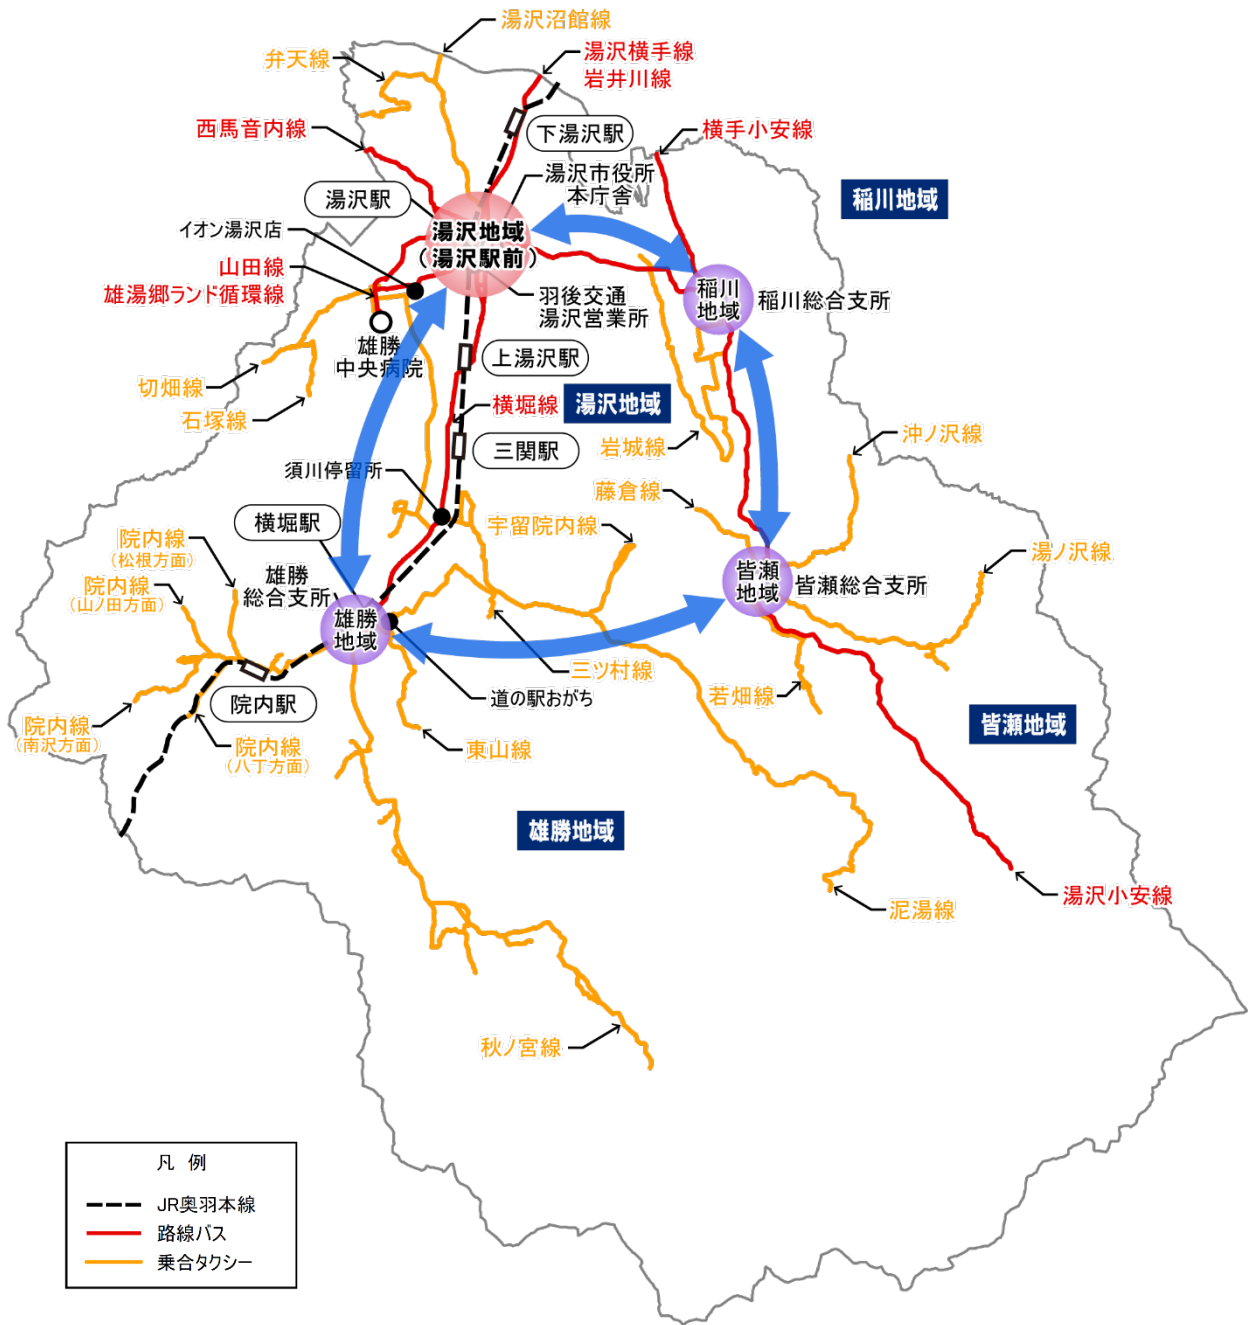 湯沢沼館線
弁天線
湯沢横手線
岩井川線
西馬音内線
下湯沢駅
横手小安線
湯沢市役所
本庁舎
湯沢駅
稲川地域
イオン湯沢店
湯沢地域
（湯沢駅前）
山田線
雄湯郷ランド循環線
羽後交通
湯沢営業所
稲川
地域
稲川総合支所
雄勝
中央病院
上湯沢駅
切畑線
石塚線
横堀線
湯沢地域
三関駅
岩城線
沖ノ沢線
須川停留所
藤倉線
横堀駅
宇留院内線
湯ノ沢線
院内線
（松根方面）
院内線
（山ノ田方面）
雄勝
総合支所
皆瀬
地域
皆瀬総合支所
雄勝
地域
三ツ村線
若畑線
道の駅おがち
院内駅
院内線
（南沢方面）
院内線
（八丁方面）
東山線
皆瀬地域
雄勝地域
湯沢小安線
泥湯線
秋ノ宮線
凡 例
JR奥羽本線
路線バス
乗合タクシー